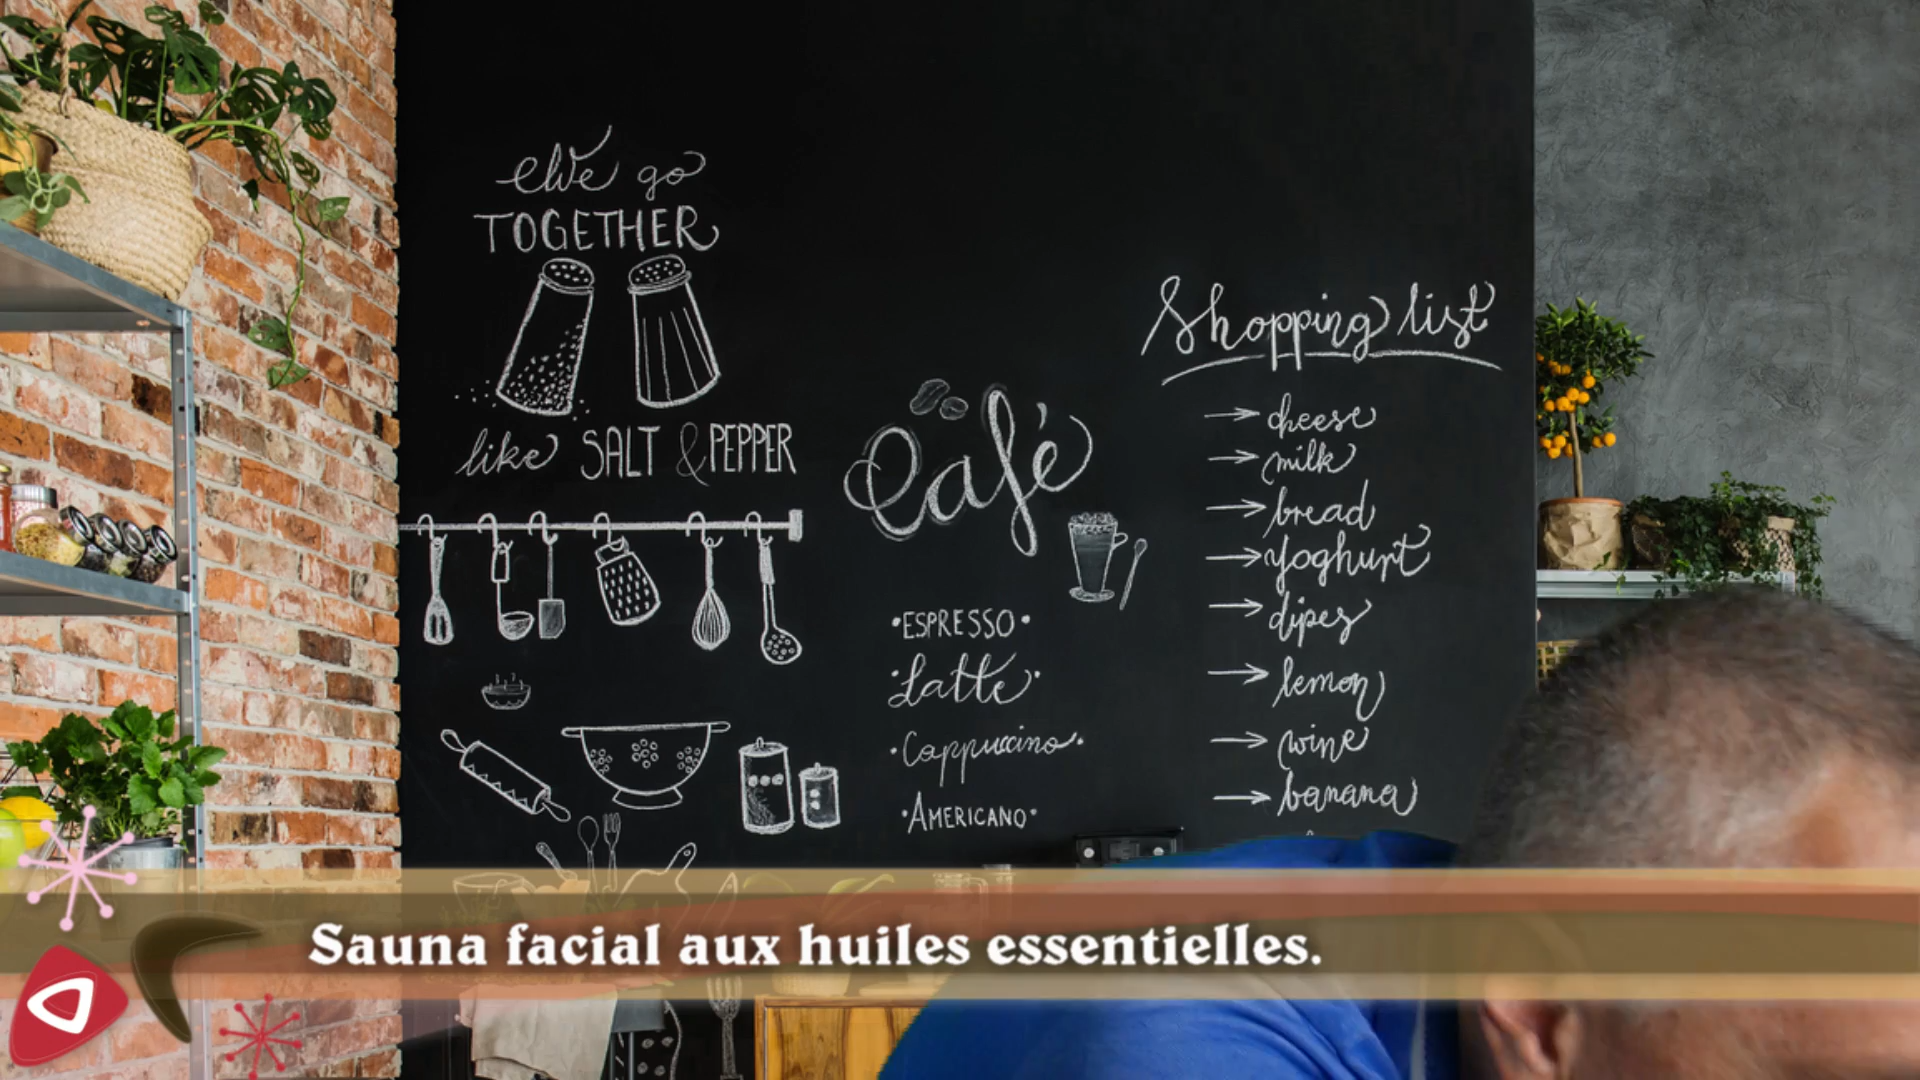 We go
TOGETHER
like SALT & PEPPER
Café
•ESPRESSO•
•Latte•
•Cappuccino•
•AMERICANO•
Shopping list
→ cheese
→ milk
→ bread
→ yoghurt
→ dipes
→ lemon
→ wine
→ banana
Sauna facial aux huiles essentielles.